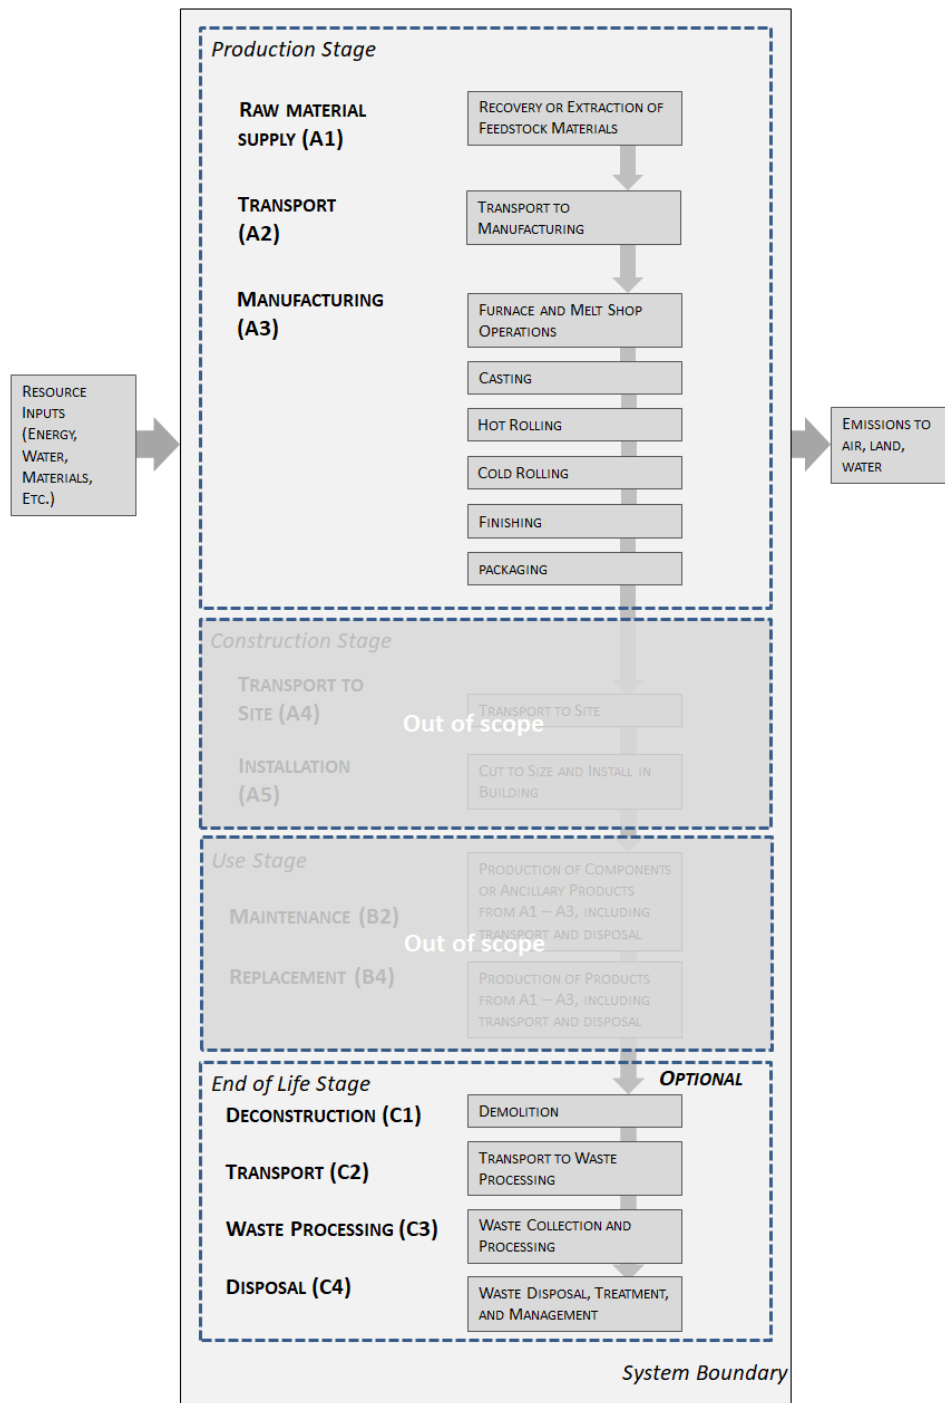 Production Stage
RAW MATERIAL
SUPPLY (A1)
RECOVERY OR EXTRACTION OF
FEEDSTOCK MATERIALS
TRANSPORT
(A2)
TRANSPORT TO
MANUFACTURING
MANUFACTURING
(A3)
FURNACE AND MELT SHOP
OPERATIONS
CASTING
HOT ROLLING
COLD ROLLING
FINISHING
PACKAGING
RESOURCE
INPUTS
(ENERGY,
WATER,
MATERIALS,
ETC.)
EMISSIONS TO
AIR, LAND,
WATER
Construction Stage
TRANSPORT TO
SITE (A4)
TRANSPORT TO SITE
Out of scope
INSTALLATION
(A5)
CUT TO SIZE AND INSTALL IN
BUILDING
Use Stage
MAINTENANCE (B2)
PRODUCTION OF COMPONENTS
OR ANCILLARY PRODUCTS
FROM A1 – A3, INCLUDING
TRANSPORT AND DISPOSAL
Out of scope
REPLACEMENT (B4)
PRODUCTION OF PRODUCTS
FROM A1 – A3, INCLUDING
TRANSPORT AND DISPOSAL
End of Life Stage
OPTIONAL
DECONSTRUCTION (C1)
DEMOLITION
TRANSPORT (C2)
TRANSPORT TO WASTE
PROCESSING
WASTE PROCESSING (C3)
WASTE COLLECTION AND
PROCESSING
DISPOSAL (C4)
WASTE DISPOSAL, TREATMENT,
AND MANAGEMENT
System Boundary